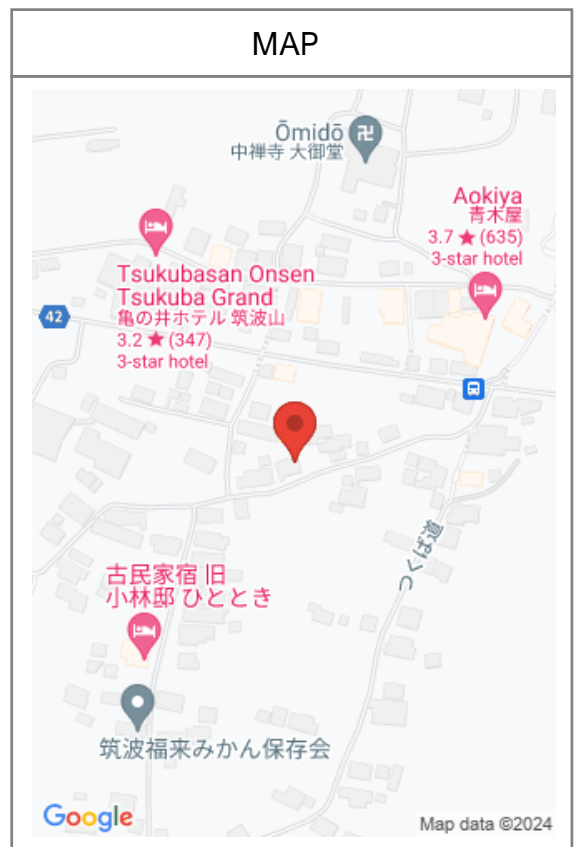 MAP
Ōmidō
中禅寺 大御堂
卍
Aokiya
青木屋
3.7 ★ (635)
3-star hotel
Tsukubasan Onsen
Tsukuba Grand
亀の井ホテル 筑波山
3.2 ★ (347)
3-star hotel
42
つくば道
古民家宿 旧
小林邸 ひととき
筑波福来みかん保存会
Google
Map data ©2024